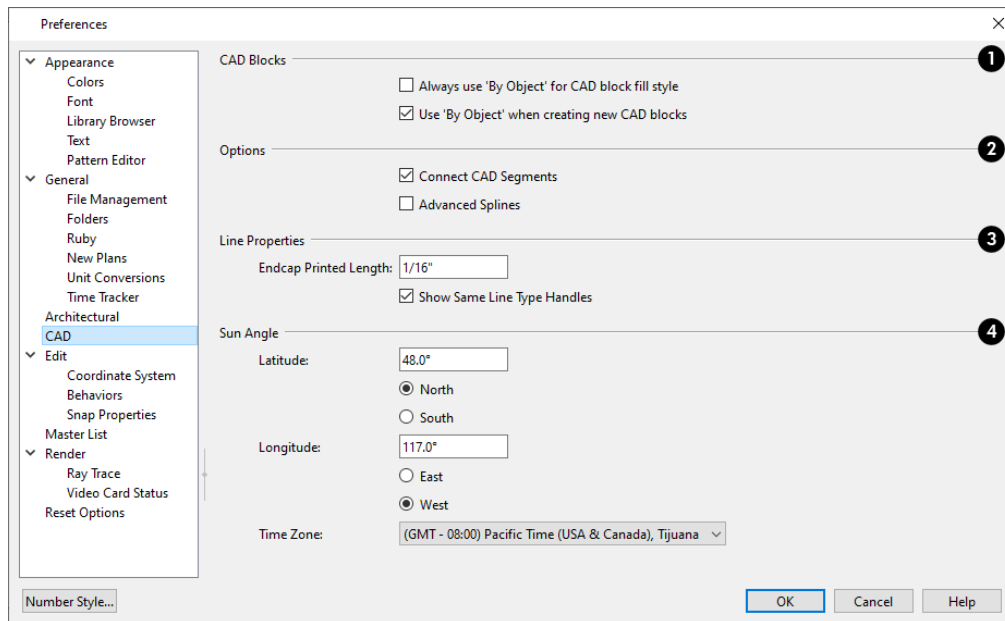 Preferences
Appearance
Colors
Font
Library Browser
Text
Pattern Editor
General
File Management
Folders
Ruby
New Plans
Unit Conversions
Time Tracker
Architectural
CAD
Edit
Coordinate System
Behaviors
Snap Properties
Master List
Render
Ray Trace
Video Card Status
Reset Options
CAD Blocks 1
Always use 'By Object' for CAD block fill style
Use 'By Object' when creating new CAD blocks
Options 2
Connect CAD Segments
Advanced Splines
Line Properties 3
Endcap Printed Length: 1/16"
Show Same Line Type Handles
Sun Angle 4
Latitude: 48.0°
North
South
Longitude: 117.0°
East
West
Time Zone: (GMT - 08:00) Pacific Time (USA & Canada), Tijuana
Number Style... OK Cancel Help